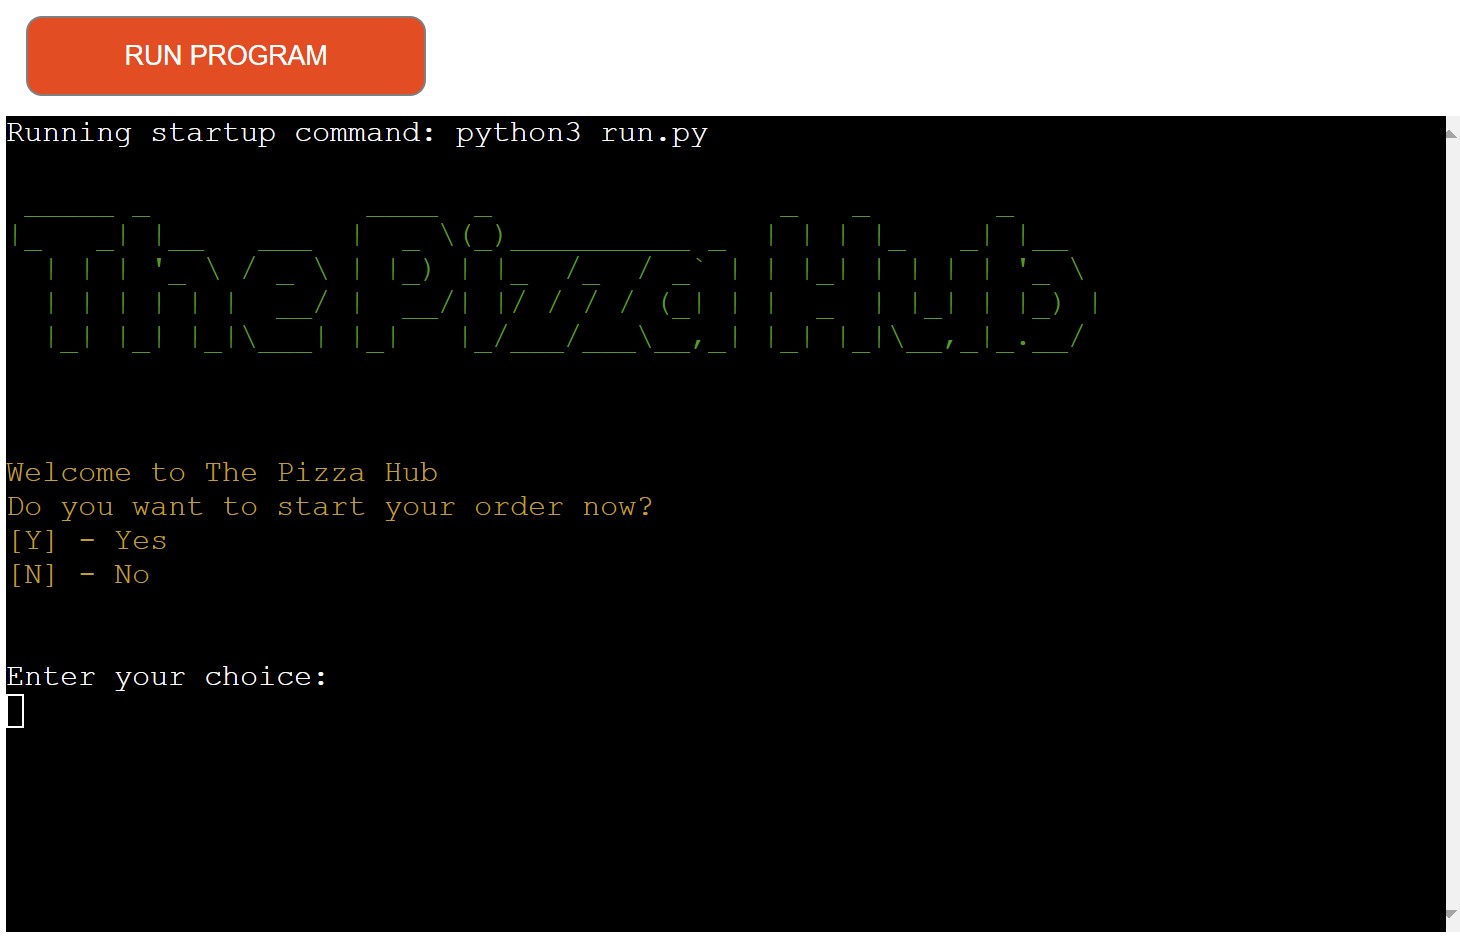 RUN PROGRAM
Running startup command: python3 run.py
The Pizza Hub
Welcome to The Pizza Hub
Do you want to start your order now?
[Y] - Yes
[N] - No
Enter your choice: